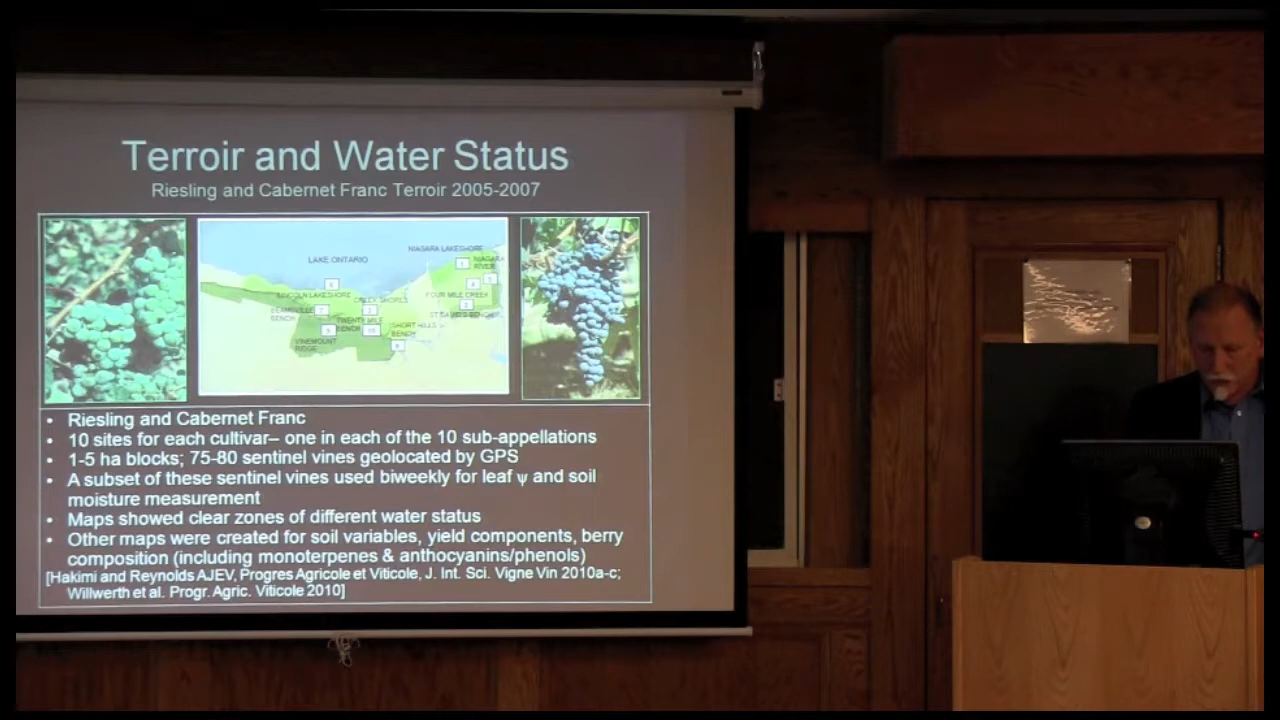 Terroir and Water Status
Riesling and Cabernet Franc Terroir 2005-2007
NIAGARA LAKESHORE
LAKE ONTARIO
NIAGARA
RIVER
LINCOLN LAKESHORE
CREEK SHORES
FOUR MILE CREEK
BEAMSVILLE
BENCH
TWENTY MILE
BENCH
SHORT HILLS
BENCH
VINEMOUNT
RIDGE
• Riesling and Cabernet Franc
• 10 sites for each cultivar– one in each of the 10 sub-appellations
• 1-5 ha blocks; 75-80 sentinel vines geolocated by GPS
• A subset of these sentinel vines used biweekly for leaf ψ and soil
moisture measurement
• Maps showed clear zones of different water status
• Other maps were created for soil variables, yield components, berry
composition (including monoterpenes & anthocyanins/phenols)
[Hakimi and Reynolds AJEV, Progres Agricole et Viticole, J. Int. Sci. Vigne Vin 2010a-c;
Willwerth et al. Progr. Agric. Viticole 2010]